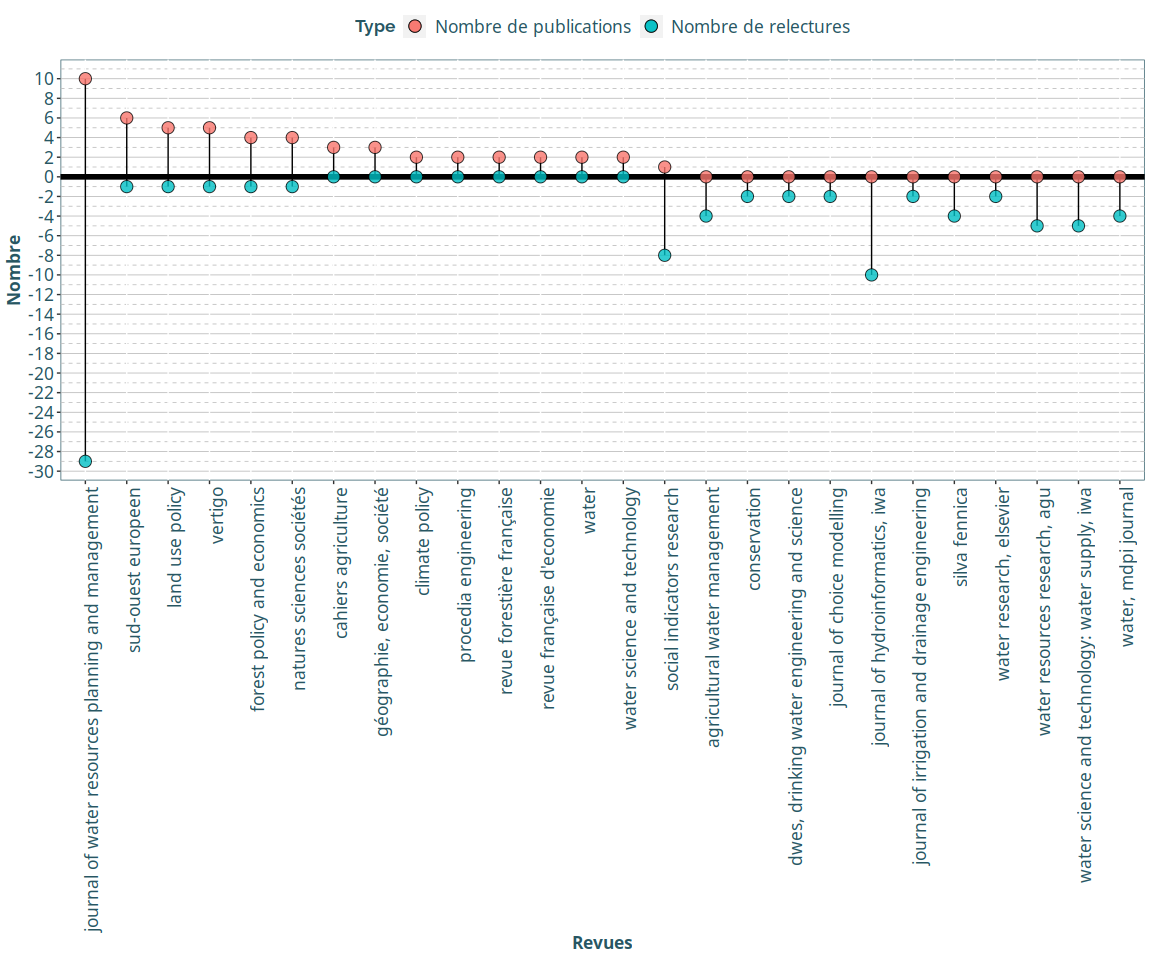 Type Nombre de publications Nombre de relectures
Nombre
10
8
6
4
2
0
-2
-4
-6
-8
-10
-12
-14
-16
-18
-20
-22
-24
-26
-28
-30
journal of water resources planning and management
sud-ouest europeen
land use policy
vertigo
forest policy and economics
natures sciences sociétés
cahiers agriculture
géographie, economie, société
climate policy
procedia engineering
revue forestière française
revue française d'economie
water
water science and technology
social indicators research
agricultural water management
conservation
dwes, drinking water engineering and science
journal of choice modelling
journal of hydroinformatics, iwa
journal of irrigation and drainage engineering
silva fennica
water research, elsevier
water resources research, agu
water science and technology: water supply, iwa
water, mdpi journal
Revues